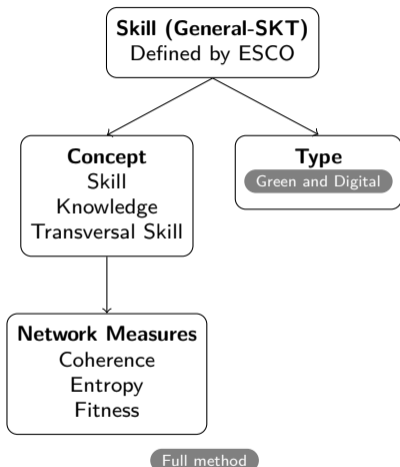 Skill (General-SKT)
Defined by ESCO
Concept
Skill
Knowledge
Transversal Skill
Type
Green and Digital
Network Measures
Coherence
Entropy
Fitness
Full method